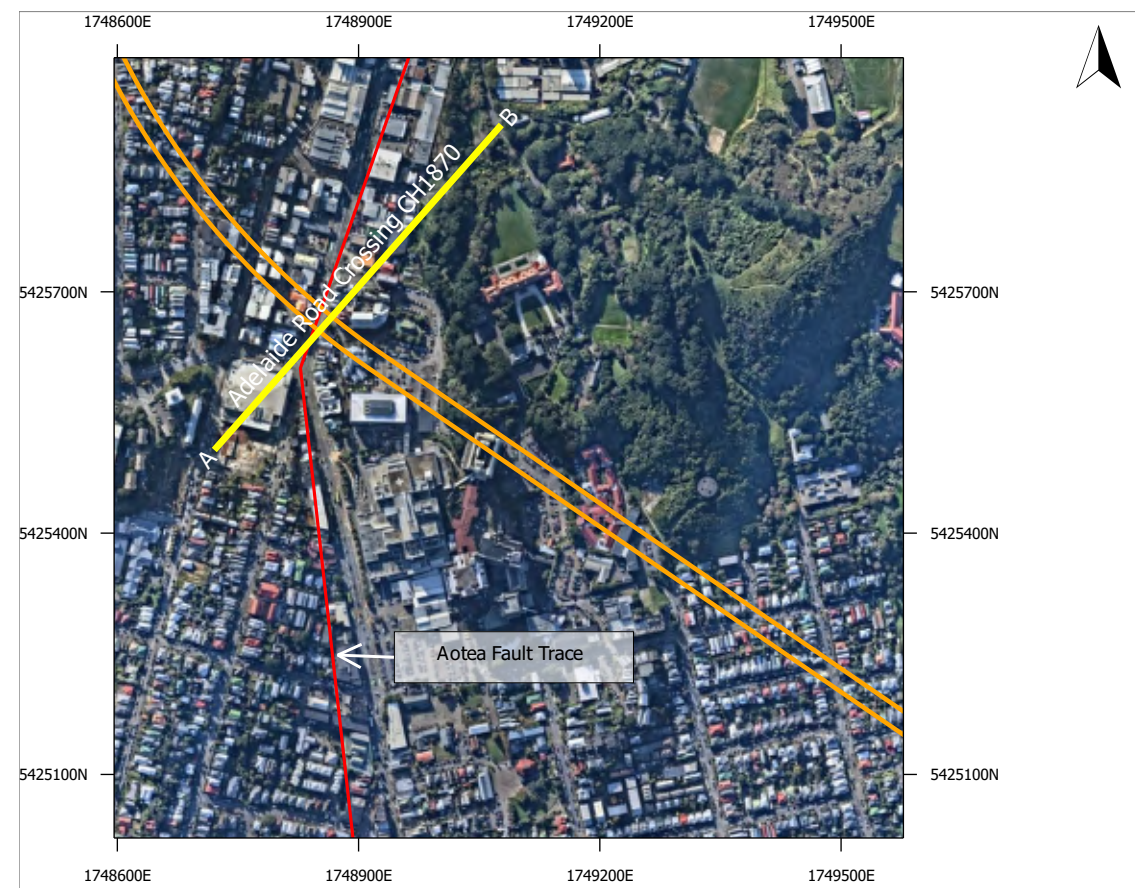 1748600E 1748900E 1749200E 1749500E
B
Adelaide Road Crossing CH1870
5425700N 5425700N
A
5425400N 5425400N
Aotea Fault Trace
5425100N 5425100N
1748600E 1748900E 1749200E 1749500E